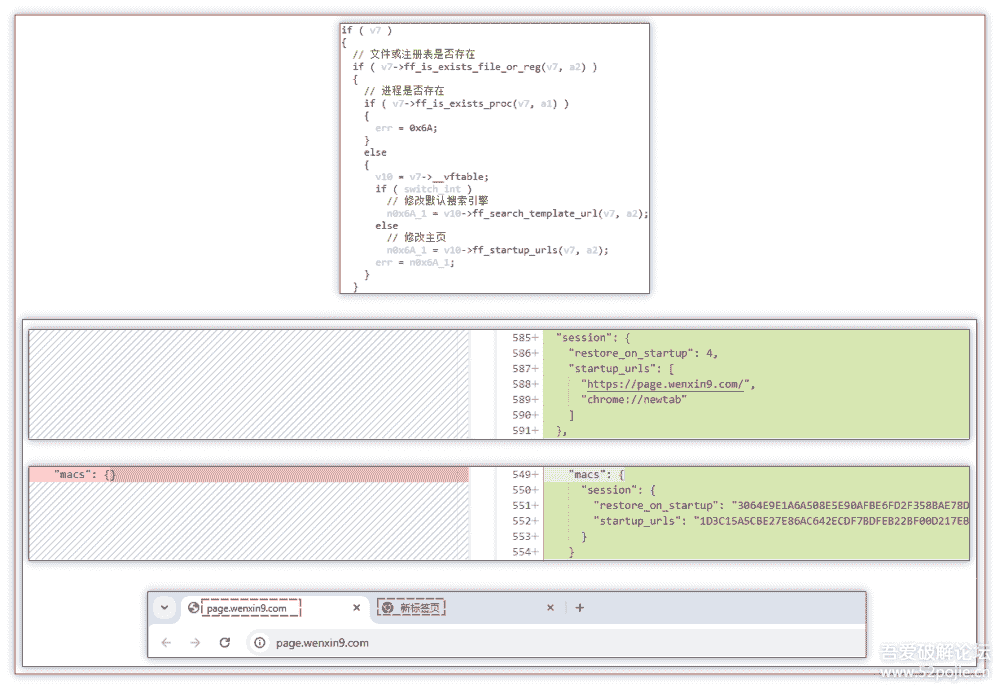 if ( v7 )
{
// 文件或注册表是否存在
if ( v7->ff_is_exists_file_or_reg(v7, a2) )
{
// 进程是否存在
if ( v7->ff_is_exists_proc(v7, a1) )
{
err = 0x6A;
}
else
{
v10 = v7->__vftable;
if ( switch_int )
// 修改默认搜索引擎
n0x6A_1 = v10->ff_search_template_url(v7, a2);
else
// 修改主页
n0x6A_1 = v10->ff_startup_urls(v7, a2);
err = n0x6A_1;
}
}
585+ "session": {
586+ "restore_on_startup": 4,
587+ "startup_urls": [
588+ "https://page.wenxin9.com/",
589+ "chrome://newtab"
590+ ]
591+ },
"macs": {}
549+ "macs": {
550+ "session": {
551+ "restore_on_startup": "3064E9E1A6A508E5E90AFBE6FD2F358BAE78D
552+ "startup_urls": "1D3C15A5CBE27E86AC642ECDF7BDFEB22BF00D217E8
553+ }
554+ }
page.wenxin9.com
新标签页
page.wenxin9.com
吾爱破解论坛
www.52pojie.cn